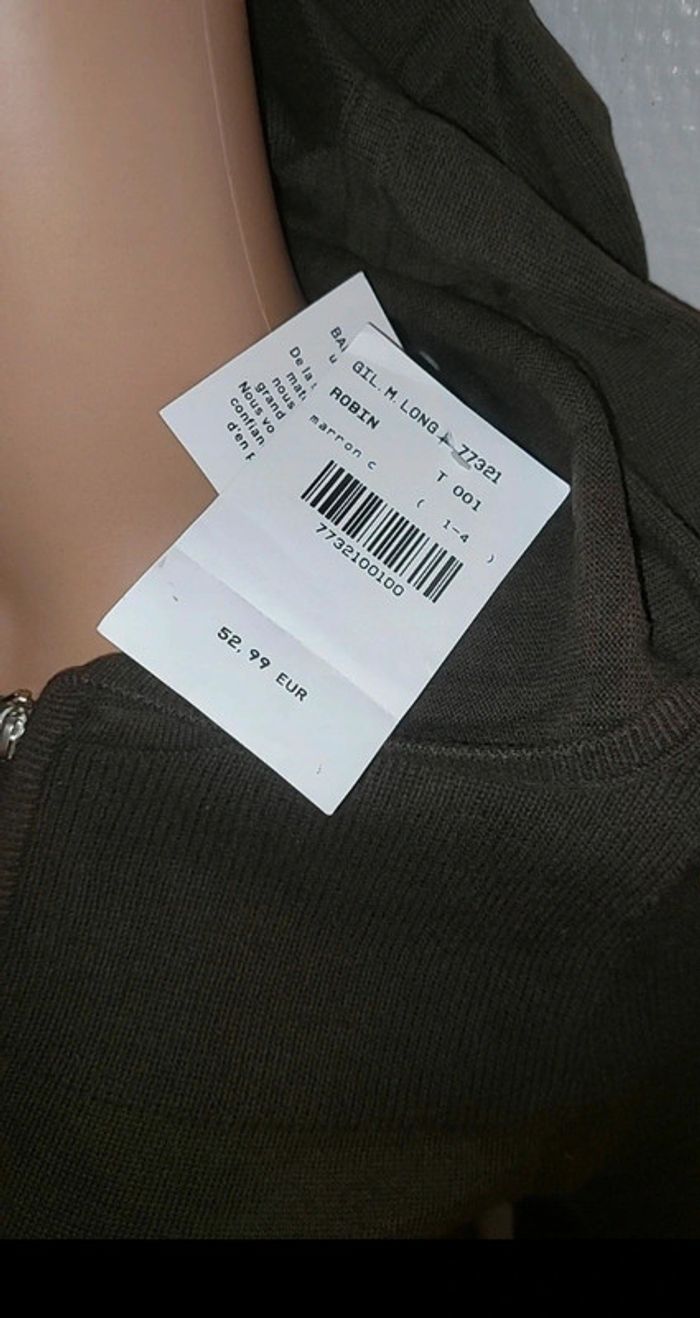 BA
u
De la
mat
nous
grand
Nous vo
confian
d'en p
GIL. M. LONG 77321
ROBIN
T 001
marron c
( 1-4 )
7732100100
52,99 EUR